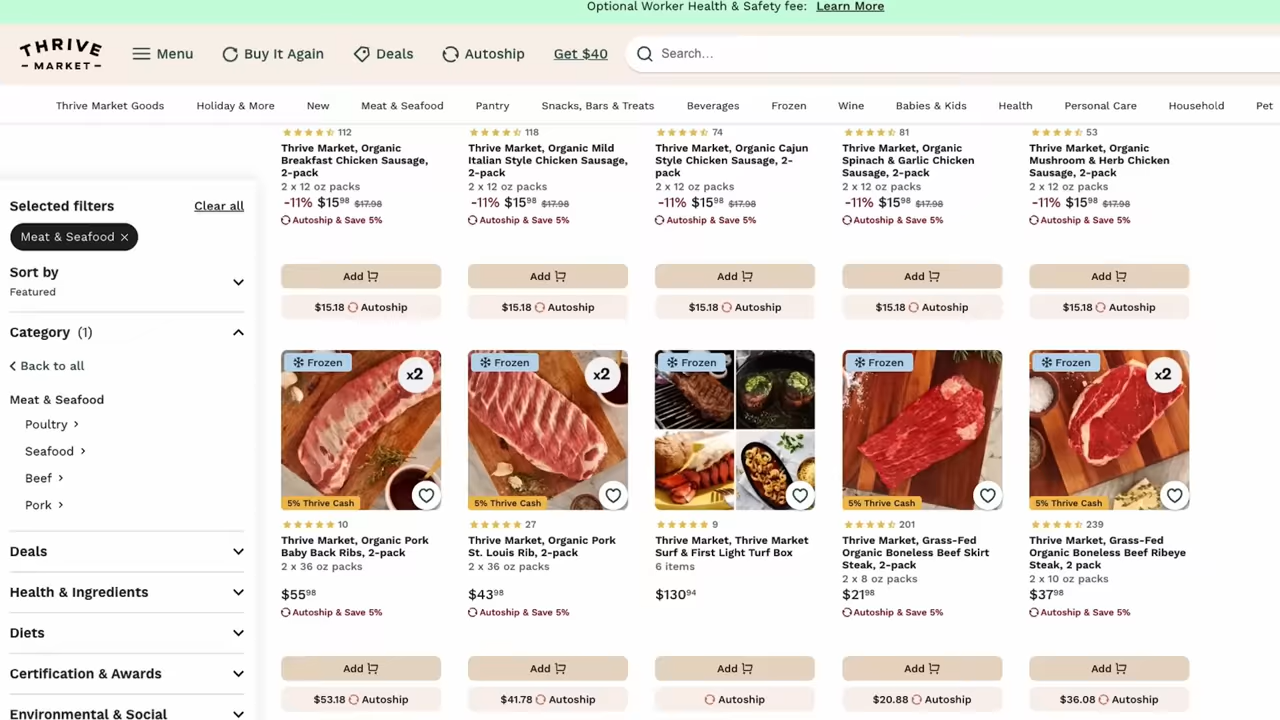 Optional Worker Health & Safety fee: Learn More
THRIVE
MARKET
Menu
Buy It Again
Deals
Autoship
Get $40
Search...
Thrive Market Goods
Holiday & More
New
Meat & Seafood
Pantry
Snacks, Bars & Treats
Beverages
Frozen
Wine
Babies & Kids
Health
Personal Care
Household
Pet
Selected filters
Clear all
Meat & Seafood ×
Sort by
Featured
Category (1)
Back to all
Meat & Seafood
Poultry
Seafood
Beef
Pork
Deals
Health & Ingredients
Diets
Certification & Awards
Environmental & Social
112
Thrive Market, Organic
Breakfast Chicken Sausage,
2-pack
2 x 12 oz packs
-11% $15.98 $17.98
Autoship & Save 5%
Add
$15.18 Autoship
118
Thrive Market, Organic Mild
Italian Style Chicken Sausage,
2-pack
2 x 12 oz packs
-11% $15.98 $17.98
Autoship & Save 5%
Add
$15.18 Autoship
74
Thrive Market, Organic Cajun
Style Chicken Sausage, 2-
pack
2 x 12 oz packs
-11% $15.98 $17.98
Autoship & Save 5%
Add
$15.18 Autoship
81
Thrive Market, Organic
Spinach & Garlic Chicken
Sausage, 2-pack
2 x 12 oz packs
-11% $15.98 $17.98
Autoship & Save 5%
Add
$15.18 Autoship
53
Thrive Market, Organic
Mushroom & Herb Chicken
Sausage, 2-pack
2 x 12 oz packs
-11% $15.98 $17.98
Autoship & Save 5%
Add
$15.18 Autoship
Frozen
x2
5% Thrive Cash
10
Thrive Market, Organic Pork
Baby Back Ribs, 2-pack
2 x 36 oz packs
$55.98
Autoship & Save 5%
Add
$53.18 Autoship
Frozen
x2
5% Thrive Cash
27
Thrive Market, Organic Pork
St. Louis Rib, 2-pack
2 x 36 oz packs
$43.98
Autoship & Save 5%
Add
$41.78 Autoship
Frozen
9
Thrive Market, Thrive Market
Surf & First Light Turf Box
6 items
$130.94
Add
Autoship
Frozen
5% Thrive Cash
201
Thrive Market, Grass-Fed
Organic Boneless Beef Skirt
Steak, 2-pack
2 x 8 oz packs
$21.98
Autoship & Save 5%
Add
$20.88 Autoship
Frozen
x2
5% Thrive Cash
239
Thrive Market, Grass-Fed
Organic Boneless Beef Ribeye
Steak, 2 pack
2 x 10 oz packs
$37.98
Autoship & Save 5%
Add
$36.08 Autoship